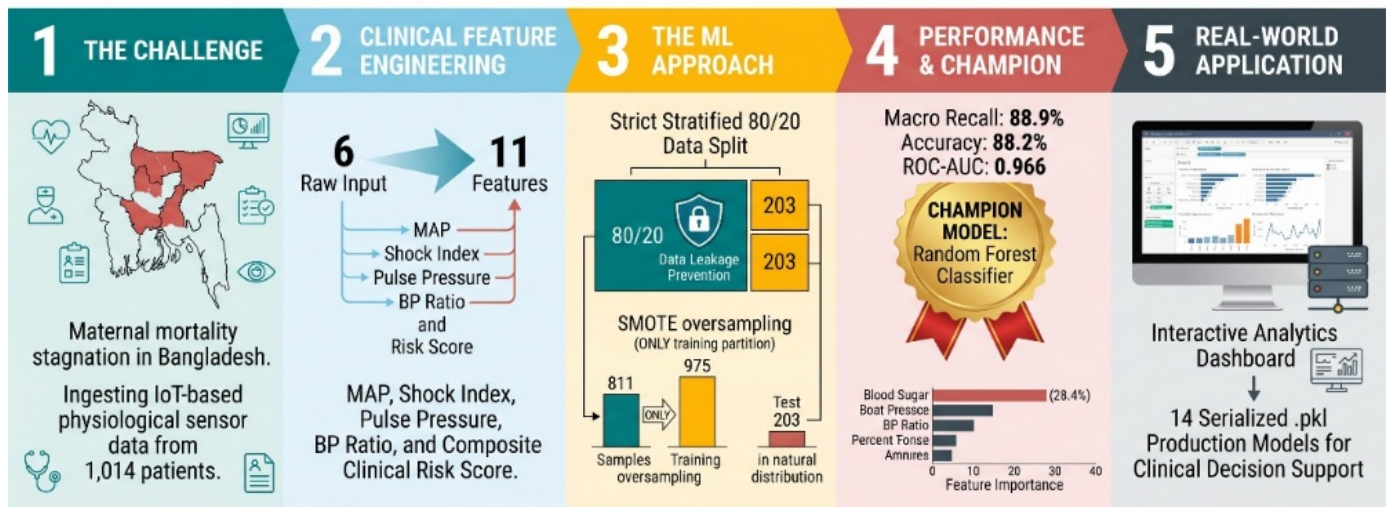 1 THE CHALLENGE
Maternal mortality
stagnation in Bangladesh.
Ingesting IoT-based
physiological sensor
data from
1,014 patients.
2 CLINICAL FEATURE
ENGINEERING
6
Raw Input
11
Features
MAP
Shock Index
Pulse Pressure
BP Ratio
and
Risk Score
MAP, Shock Index,
Pulse Pressure,
BP Ratio, and Composite
Clinical Risk Score.
3 THE ML
APPROACH
Strict Stratified 80/20
Data Split
80/20
Data Leakage
Prevention
203
203
SMOTE oversampling
(ONLY training partition)
811
ONLY
975
Test
203
Samples
oversampling
Training
in natural
distribution
4 PERFORMANCE
& CHAMPION
Macro Recall: 88.9%
Accuracy: 88.2%
ROC-AUC: 0.966
CHAMPION
MODEL:
Random Forest
Classifier
Blood Sugar (28.4%)
Boat Pressce
BP Ratio
Percent Fonse
Amnires
0 10 20 30 40
Feature Importance
5 REAL-WORLD
APPLICATION
Interactive Analytics
Dashboard
14 Serialized .pkl
Production Models for
Clinical Decision Support